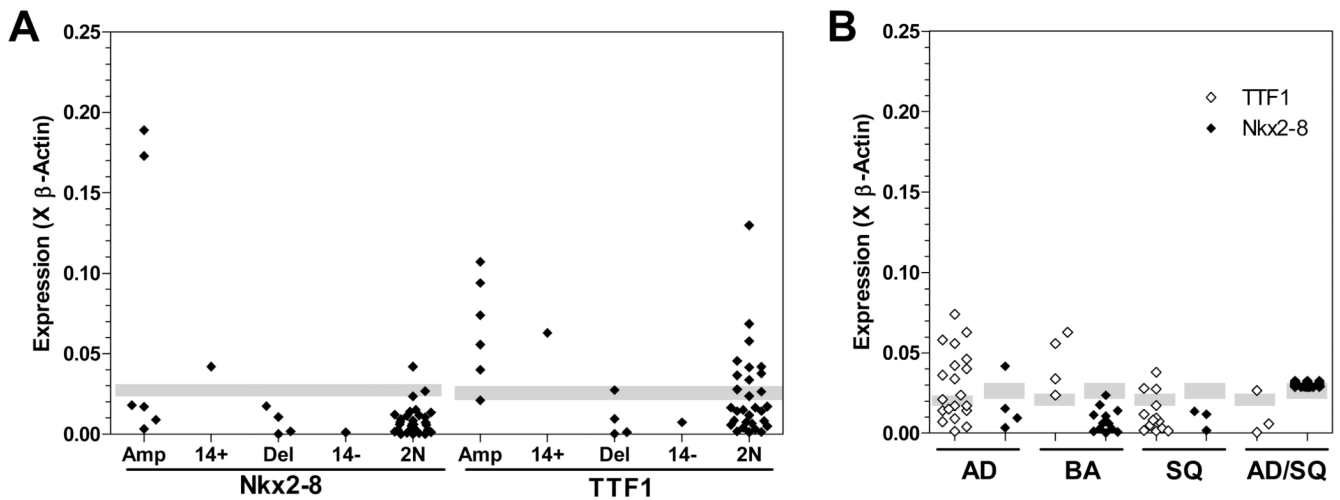 A
Expression (X β-Actin)
0.25
0.20
0.15
0.10
0.05
0.00
Amp 14+ Del 14- 2N Amp 14+ Del 14- 2N
Nkx2-8 TTF1
B
Expression (X β-Actin)
0.25
0.20
0.15
0.10
0.05
0.00
TTF1
Nkx2-8
AD BA SQ AD/SQ